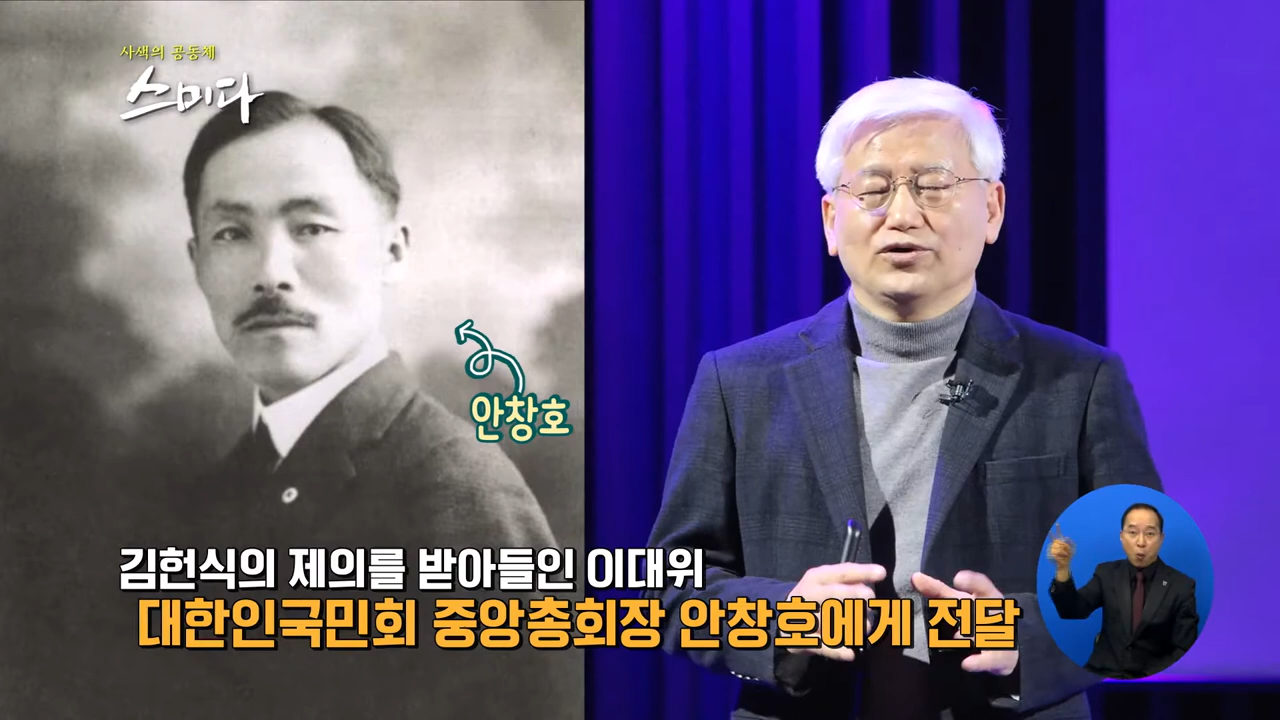 사색의 공동체
스미다
안창호
김헌식의 제의를 받아들인 이대위
대한인국민회 중앙총회장 안창호에게 전달